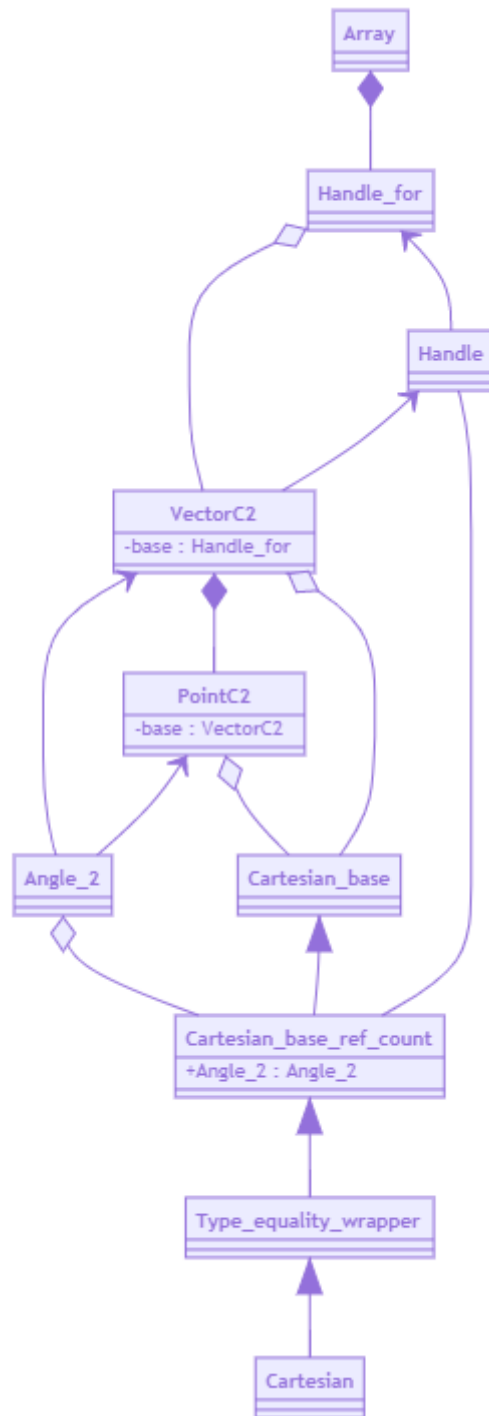 Array
Handle_for
Handle
VectorC2
-base : Handle_for
PointC2
-base : VectorC2
Angle_2
Cartesian_base
Cartesian_base_ref_count
+Angle_2 : Angle_2
Type_equality_wrapper
Cartesian